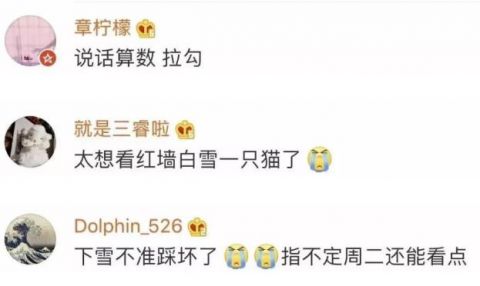 章柠檬
说话算数 拉勾
就是三睿啦
太想看红墙白雪一只猫了😭
Dolphin_526
下雪不准踩坏了😭😭指不定周二还能看点